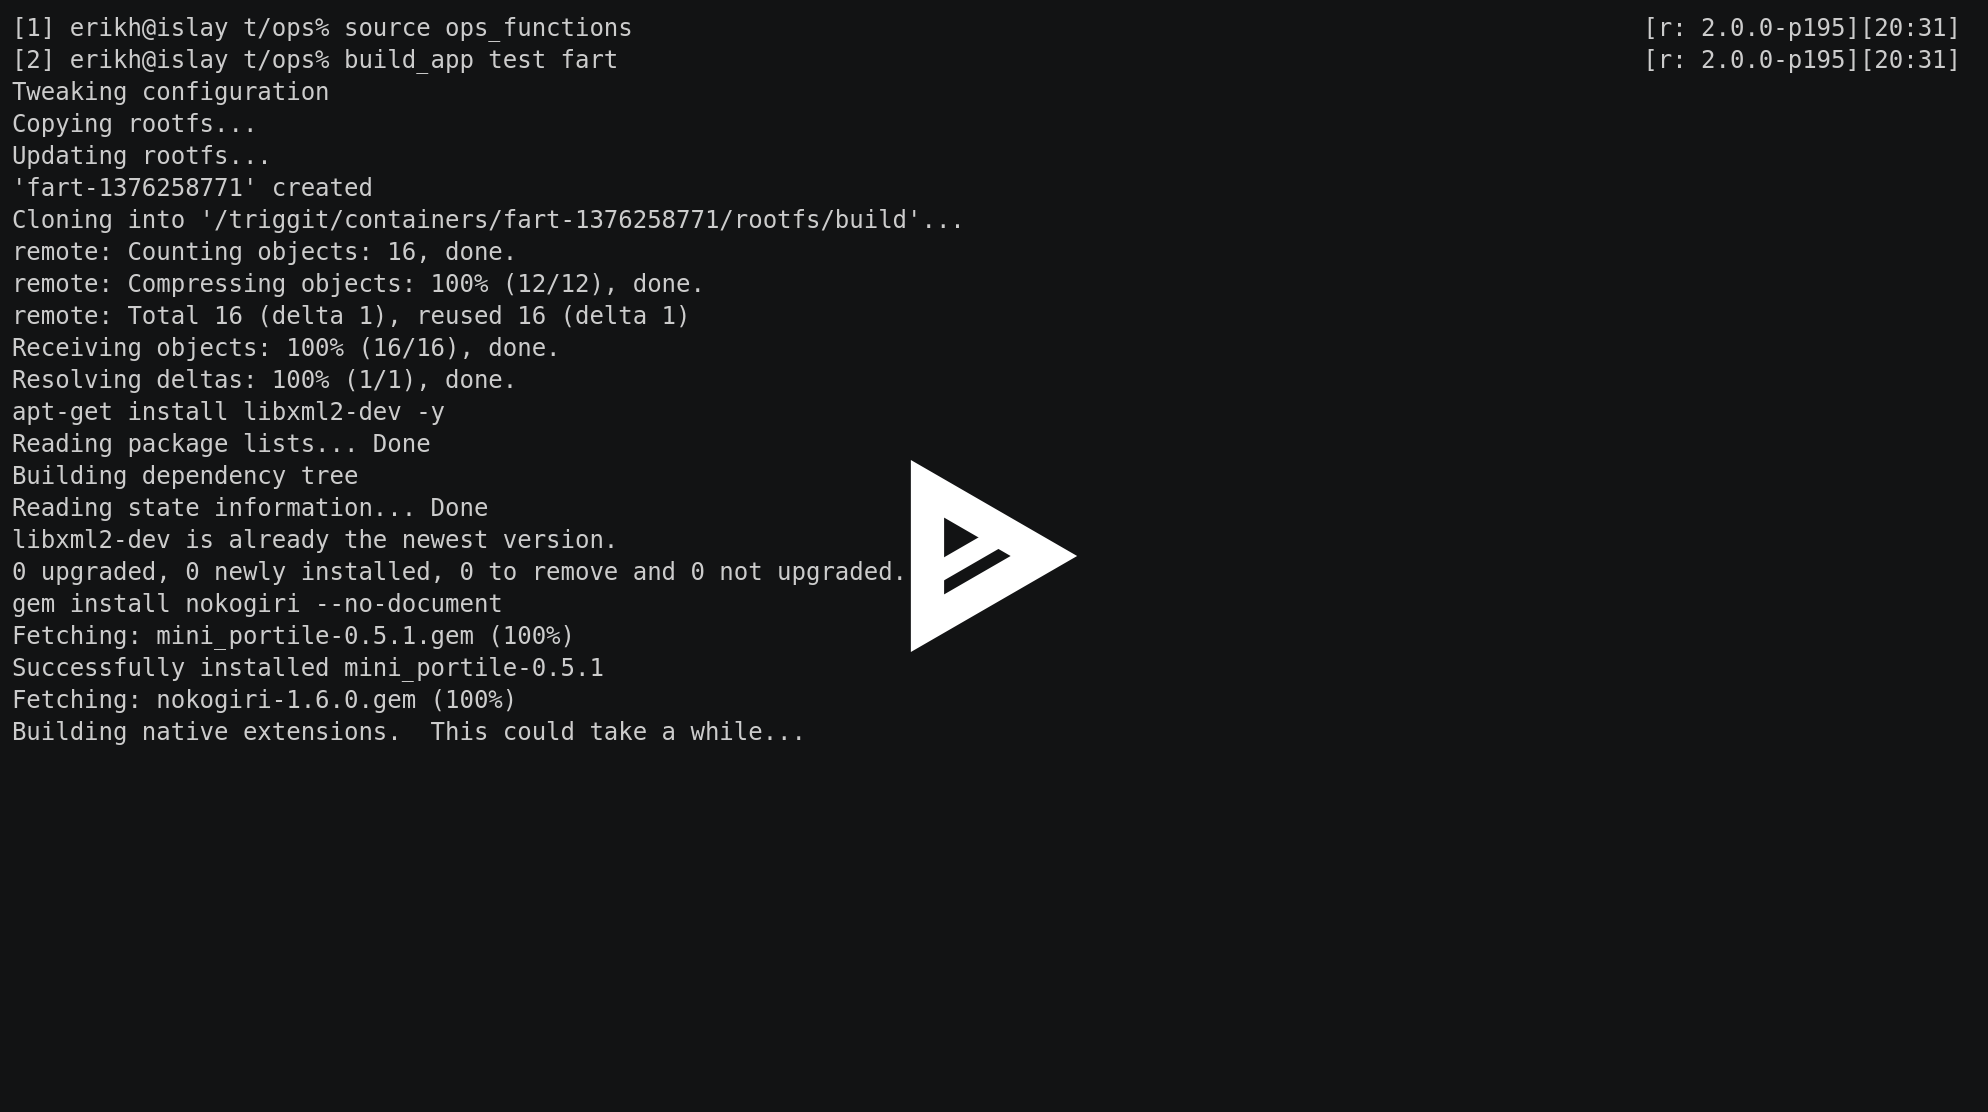 [1] erikh@islay t/ops% source ops_functions [r: 2.0.0-p195][20:31]
[2] erikh@islay t/ops% build_app test fart [r: 2.0.0-p195][20:31]
Tweaking configuration
Copying rootfs...
Updating rootfs...
'fart-1376258771' created
Cloning into '/triggit/containers/fart-1376258771/rootfs/build'...
remote: Counting objects: 16, done.
remote: Compressing objects: 100% (12/12), done.
remote: Total 16 (delta 1), reused 16 (delta 1)
Receiving objects: 100% (16/16), done.
Resolving deltas: 100% (1/1), done.
apt-get install libxml2-dev -y
Reading package lists... Done
Building dependency tree
Reading state information... Done
libxml2-dev is already the newest version.
0 upgraded, 0 newly installed, 0 to remove and 0 not upgraded.
gem install nokogiri --no-document
Fetching: mini_portile-0.5.1.gem (100%)
Successfully installed mini_portile-0.5.1
Fetching: nokogiri-1.6.0.gem (100%)
Building native extensions.  This could take a while...